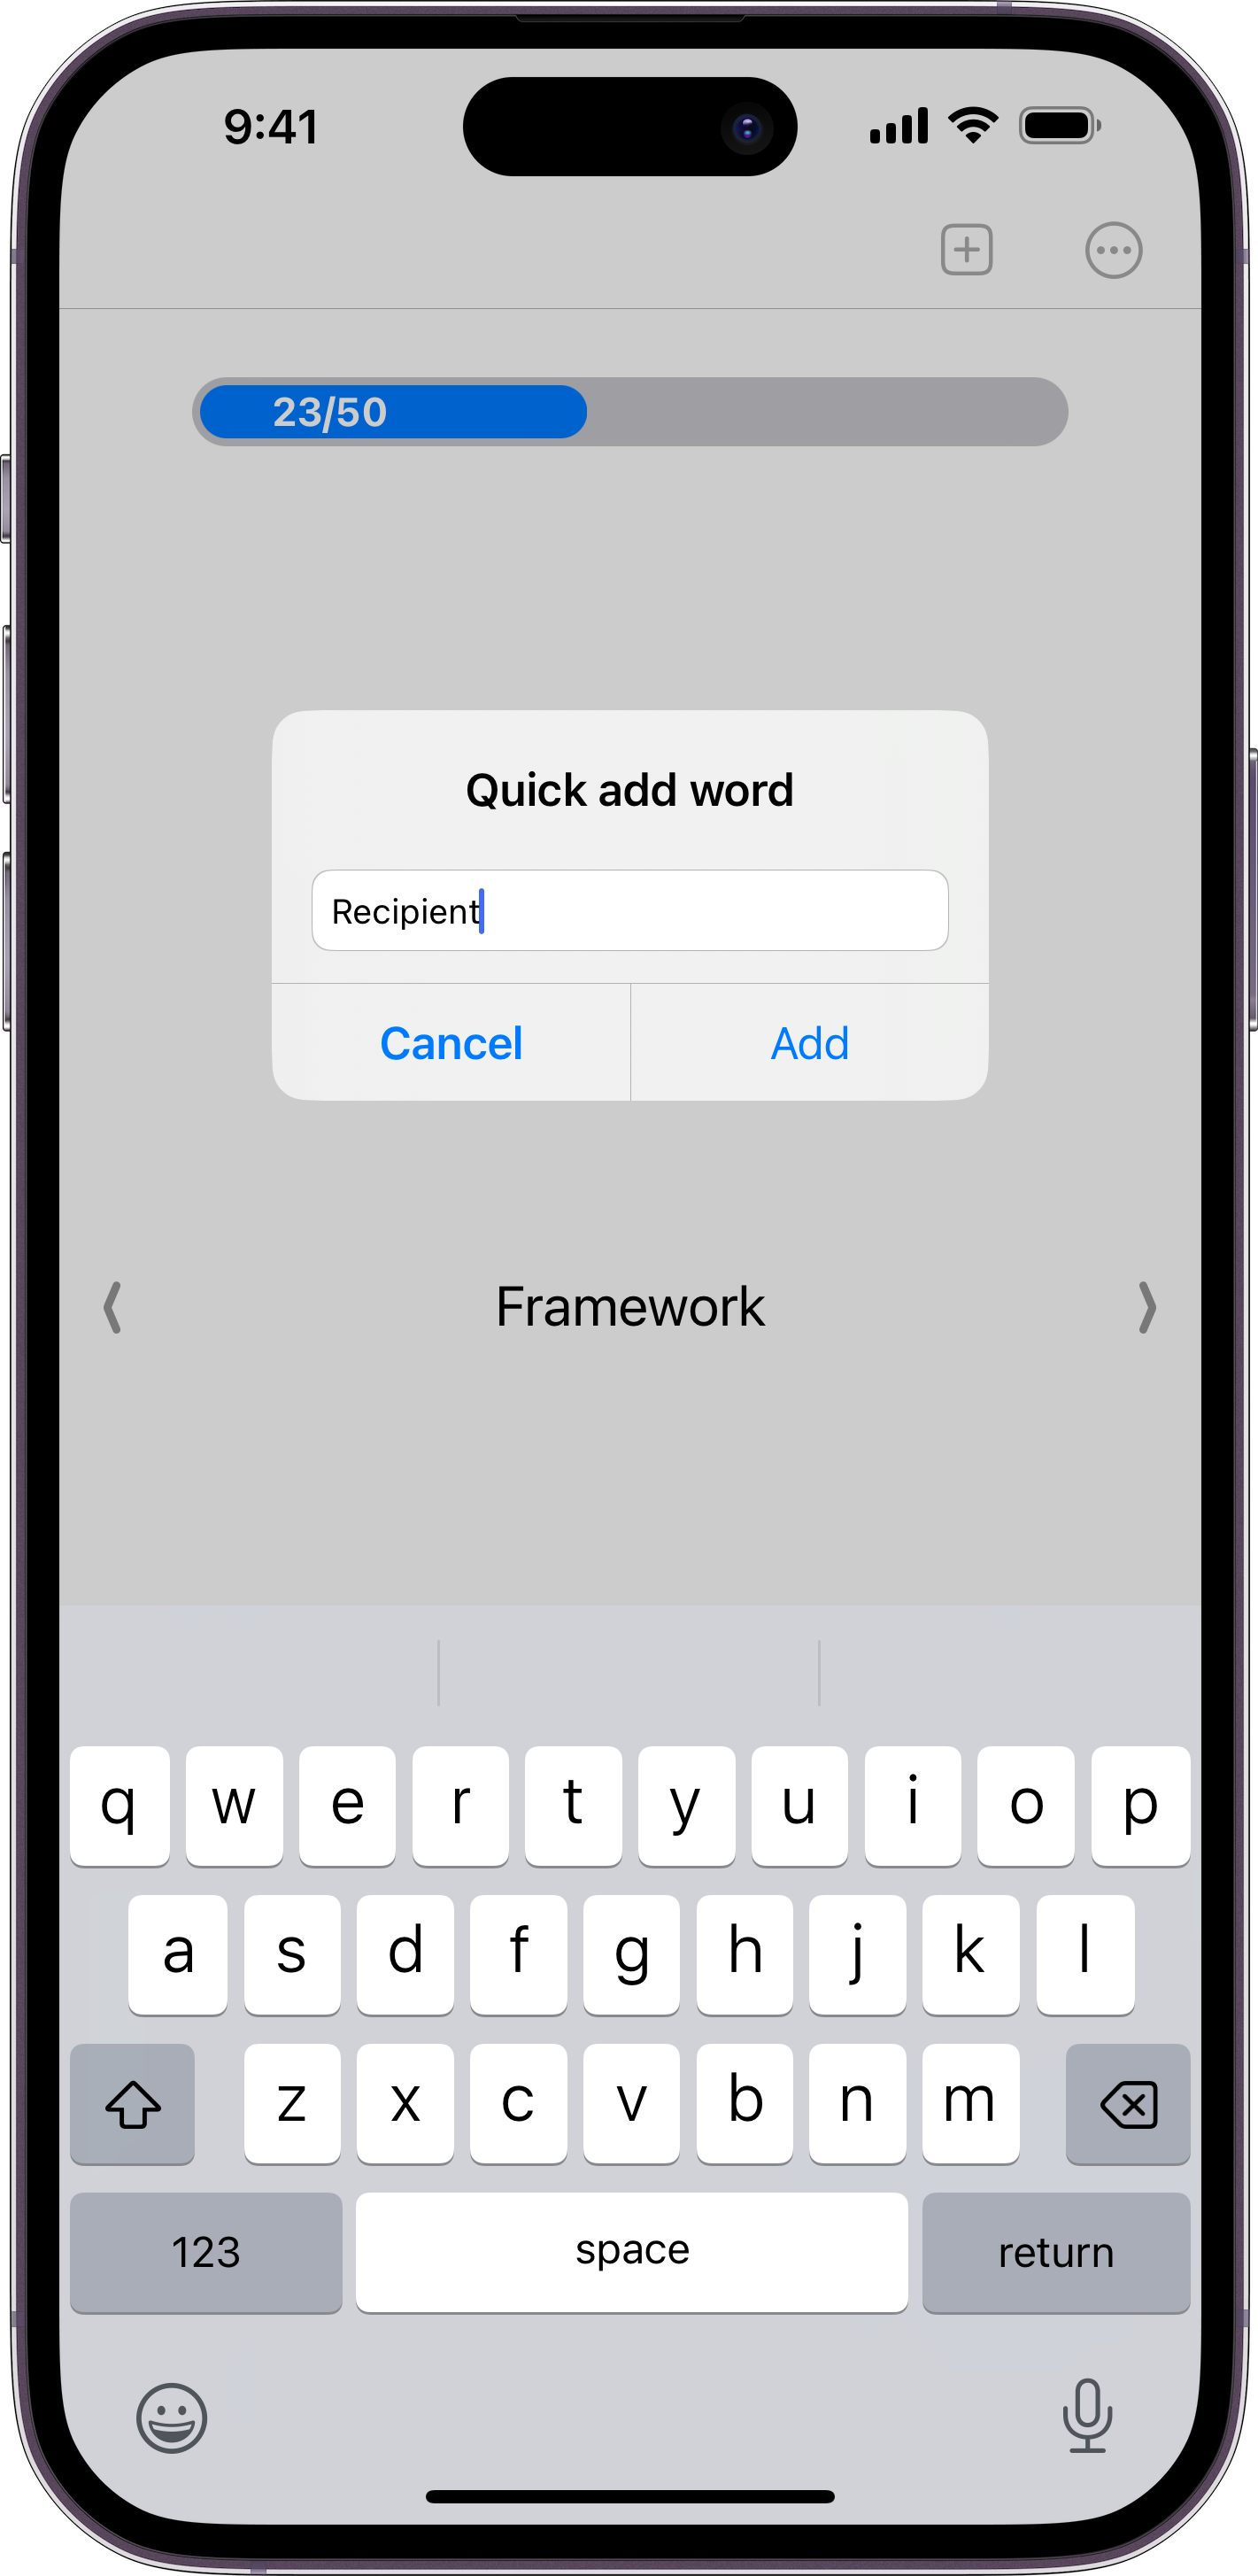 9:41
23/50
Quick add word
Recipient
Cancel Add
Framework
q w e r t y u i o p
a s d f g h j k l
z x c v b n m
123 space return